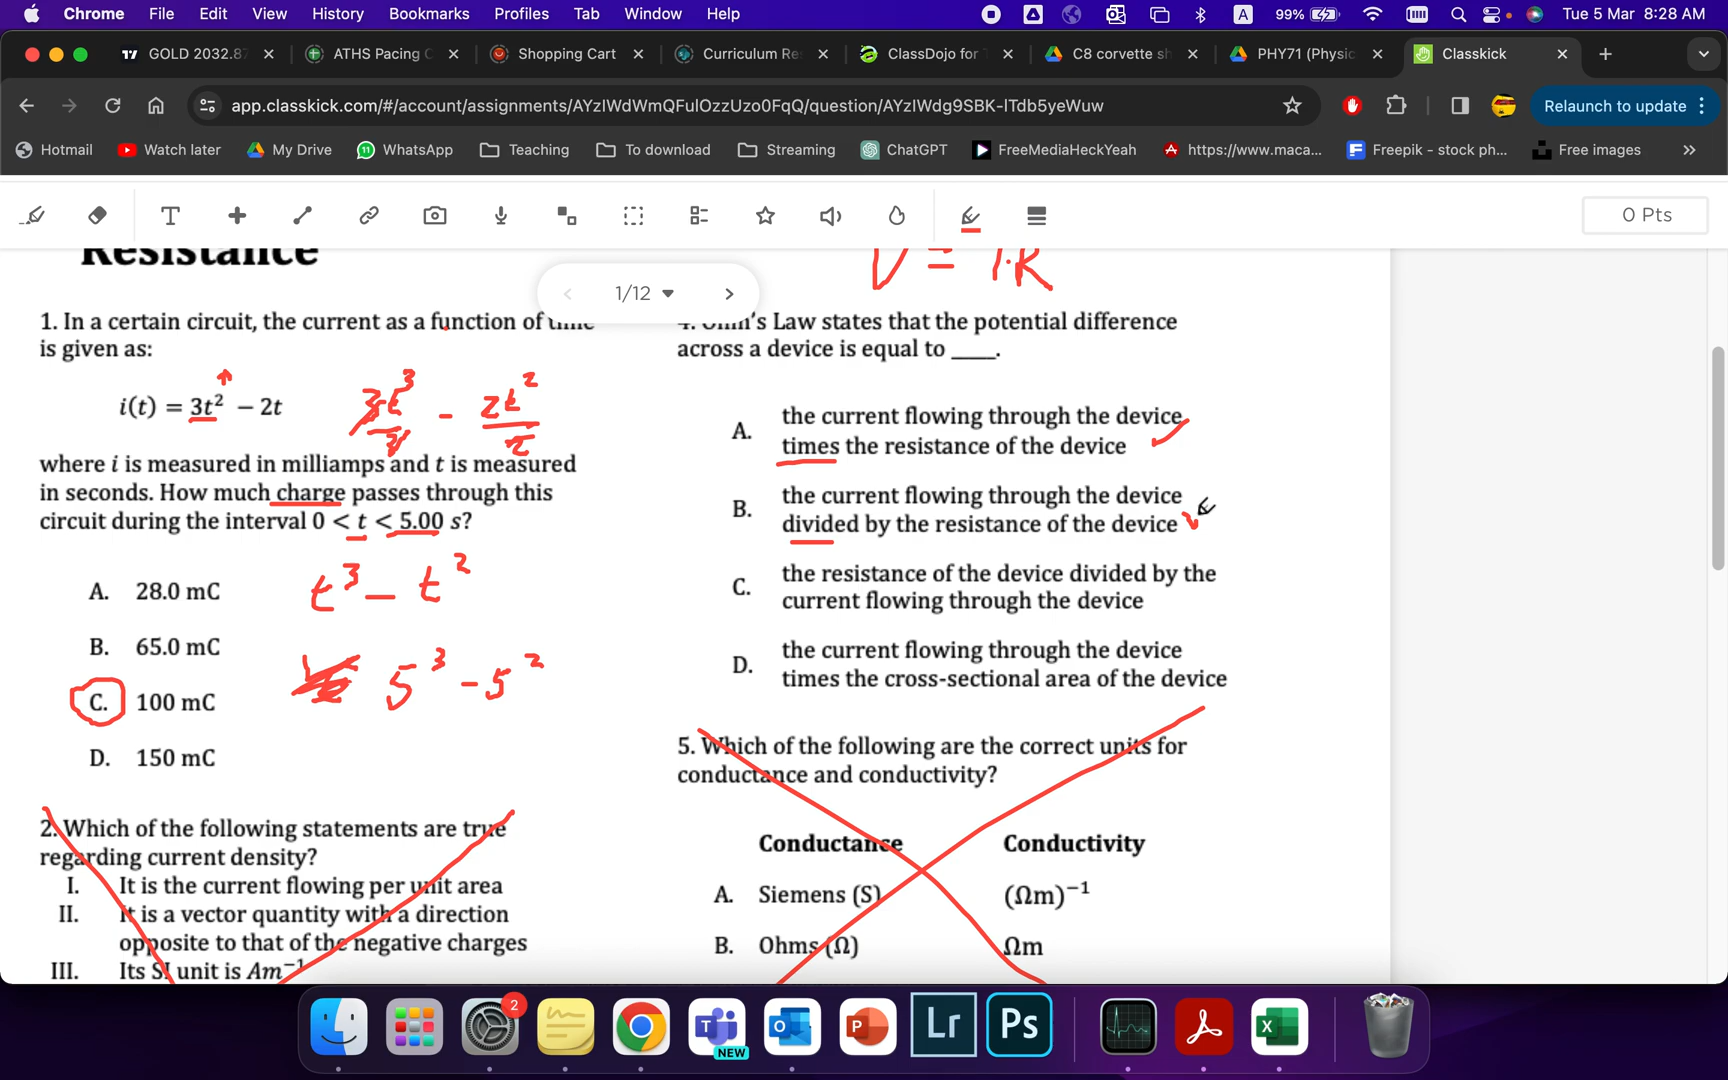 Chrome File Edit View History Bookmarks Profiles Tab Window Help A 99% Tue 5 Mar 8:28 AM
GOLD 2032.87 ATHS Pacing C Shopping Cart Curriculum Re ClassDojo for T C8 corvette sh PHY71 (Physic Classkick
app.classkick.com/#/account/assignments/AYzIWdWmQFulOzzUzo0FqQ/question/AYzIWdg9SBK-ITdb5yeWuw Relaunch to update
Hotmail Watch later My Drive WhatsApp Teaching To download Streaming ChatGPT FreeMediaHeckYeah https://www.maca... Freepik - stock ph... Free images
T 0 Pts
Resistance
V = I·R
1/12
1. In a certain circuit, the current as a function of time
is given as:
i(t) = 3t² − 2t
3t³/3 - 2t²/2
where i is measured in milliamps and t is measured
in seconds. How much charge passes through this
circuit during the interval 0 < t < 5.00 s?
t³ − t²
A. 28.0 mC
B. 65.0 mC
5³ − 5²
C. 100 mC
D. 150 mC
2. Which of the following statements are true
regarding current density?
I. It is the current flowing per unit area
II. It is a vector quantity with a direction
opposite to that of the negative charges
III. Its SI unit is Am⁻¹
4. Ohm's Law states that the potential difference
across a device is equal to ____.
A. the current flowing through the device
times the resistance of the device
B. the current flowing through the device
divided by the resistance of the device
C. the resistance of the device divided by the
current flowing through the device
D. the current flowing through the device
times the cross-sectional area of the device
5. Which of the following are the correct units for
conductance and conductivity?
Conductance Conductivity
A. Siemens (S) (Ωm)⁻¹
B. Ohms (Ω) Ωm
2 NEW Lr Ps